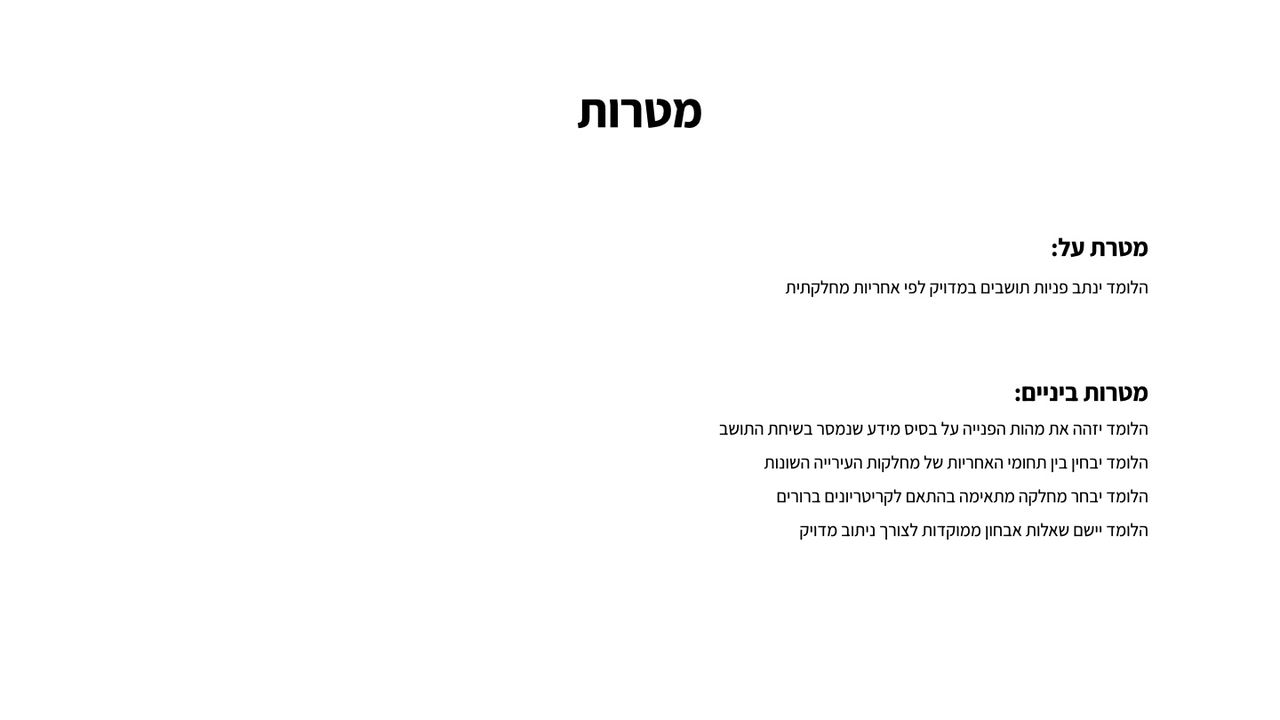 מטרות
מטרת על:
הלומד ינתב פניות תושבים במדויק לפי אחריות מחלקתית
מטרות ביניים:
הלומד יזהה את מהות הפנייה על בסיס מידע שנמסר בשיחת התושב
הלומד יבחין בין תחומי האחריות של מחלקות העירייה השונות
הלומד יבחר מחלקה מתאימה בהתאם לקריטריונים ברורים
הלומד יישם שאלות אבחון ממוקדות לצורך ניתוב מדויק